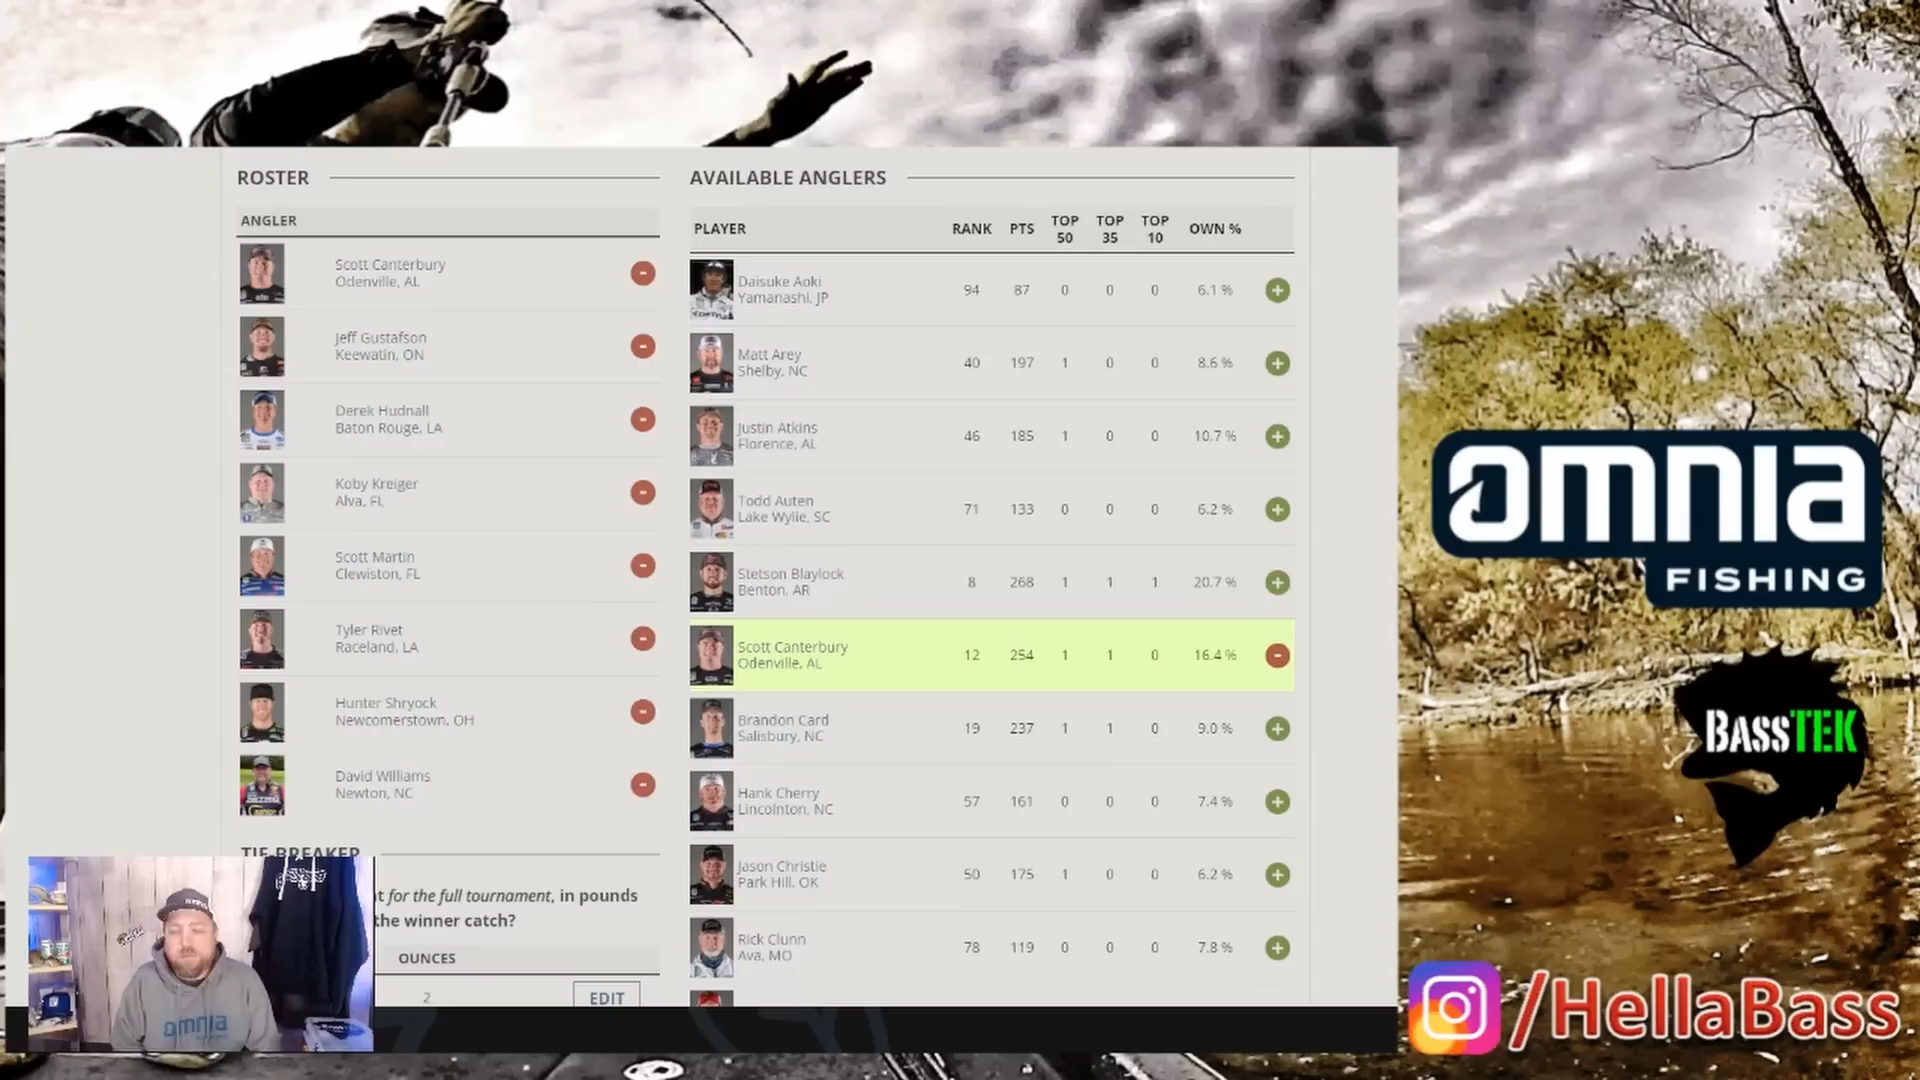 ROSTER
ANGLER
Scott Canterbury
Odenville, AL
Jeff Gustafson
Keewatin, ON
Derek Hudnall
Baton Rouge, LA
Koby Kreiger
Alva, FL
Scott Martin
Clewiston, FL
Tyler Rivet
Raceland, LA
Hunter Shryock
Newcomerstown, OH
David Williams
Newton, NC
TIE-BREAKER
for the full tournament, in pounds
the winner catch?
OUNCES
2
EDIT
AVAILABLE ANGLERS
PLAYER RANK PTS TOP 50 TOP 35 TOP 10 OWN %
Daisuke Aoki
Yamanashi, JP
94 87 0 0 0 6.1 %
Matt Arey
Shelby, NC
40 197 1 0 0 8.6 %
Justin Atkins
Florence, AL
46 185 1 0 0 10.7 %
Todd Auten
Lake Wylie, SC
71 133 0 0 0 6.2 %
Stetson Blaylock
Benton, AR
8 268 1 1 1 20.7 %
Scott Canterbury
Odenville, AL
12 254 1 1 0 16.4 %
Brandon Card
Salisbury, NC
19 237 1 1 0 9.0 %
Hank Cherry
Lincolnton, NC
57 161 0 0 0 7.4 %
Jason Christie
Park Hill, OK
50 175 1 0 0 6.2 %
Rick Clunn
Ava, MO
78 119 0 0 0 7.8 %
omnia
FISHING
BASSTEK
/HellaBass
omnia